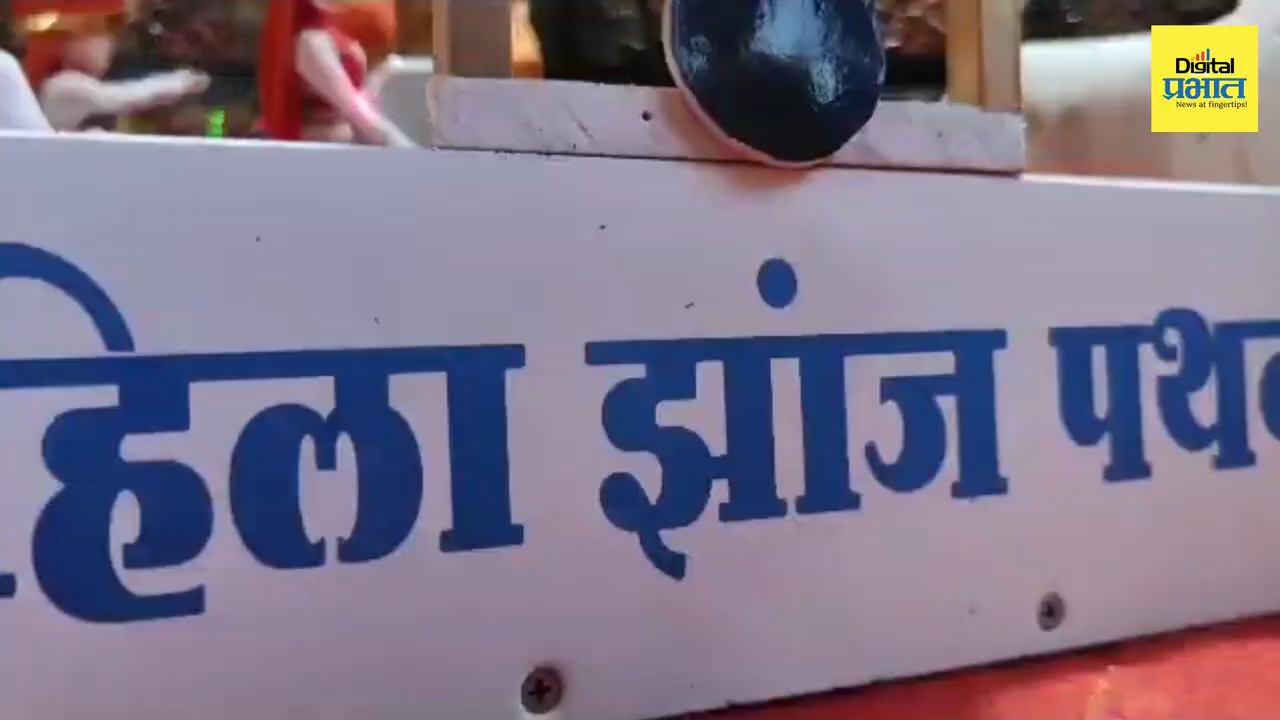 Digital
प्रभात
News at fingertips!
हिला झांज पथ